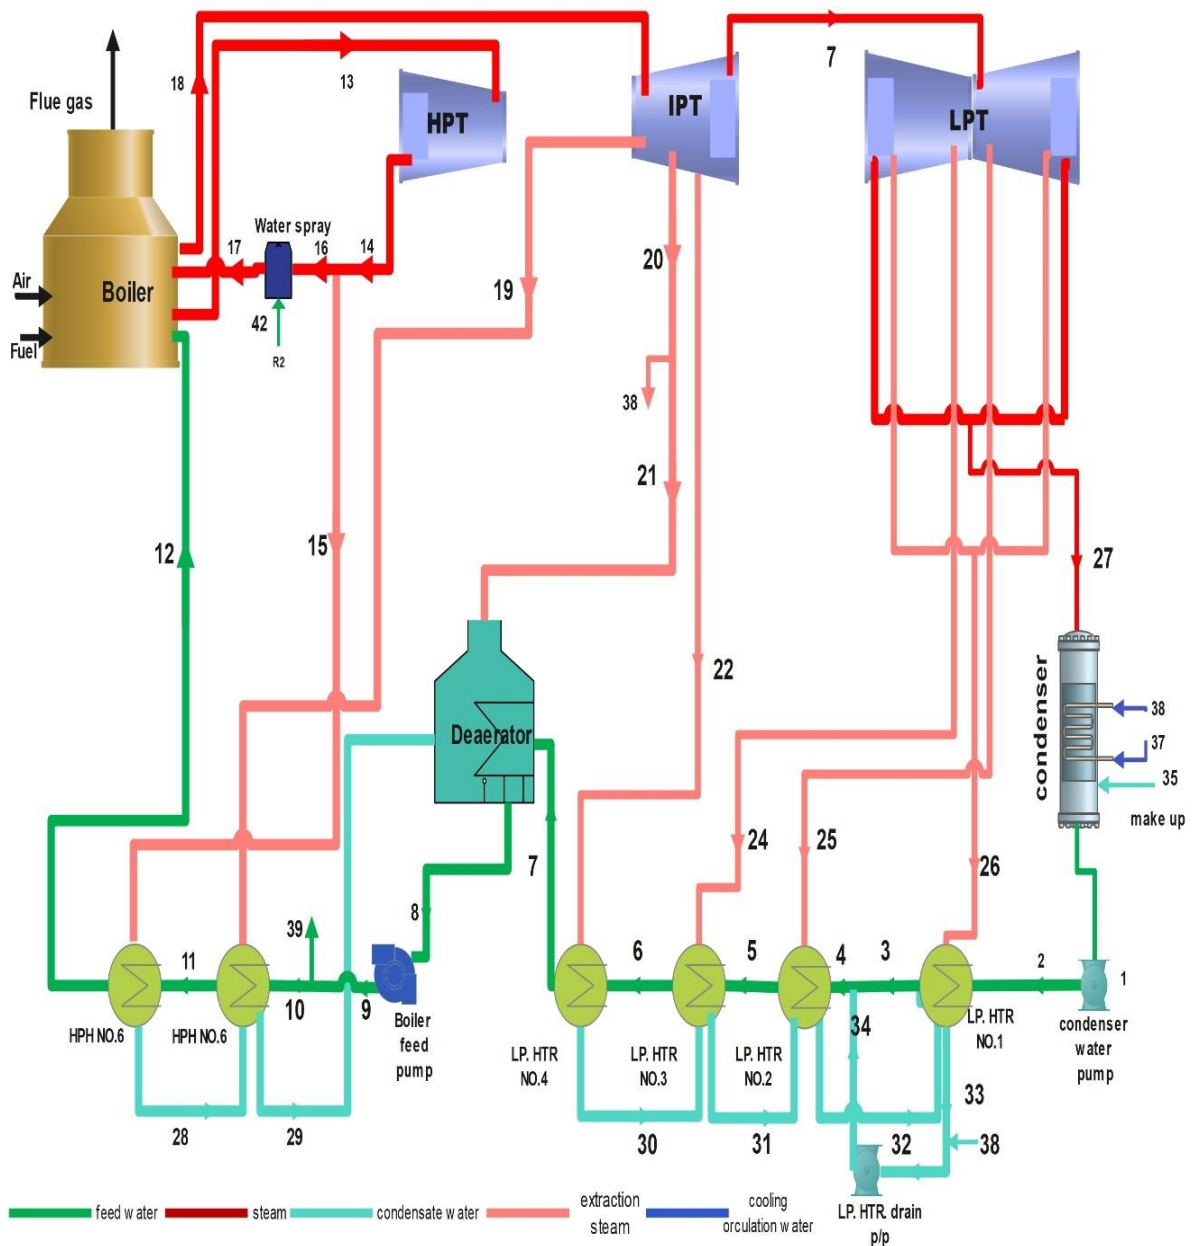 18
13
7
Flue gas
HPT
IPT
LPT
Water spray
17
16
14
20
Air
Boiler
19
42
Fuel
R2
38
21
12
15
27
22
condenser
38
Deaerator
37
35
make up
24
25
26
7
8
39
11
10
9
6
5
4
3
2
1
34
HPH NO.6
HPH NO.6
Boiler
feed
pump
LP. HTR
NO.4
LP. HTR
NO.3
LP. HTR
NO.2
LP. HTR
NO.1
condenser
water
pump
33
28
29
30
31
32
38
LP. HTR. drain
p/p
feed water
steam
condensate water
extraction
steam
cooling
orculation water